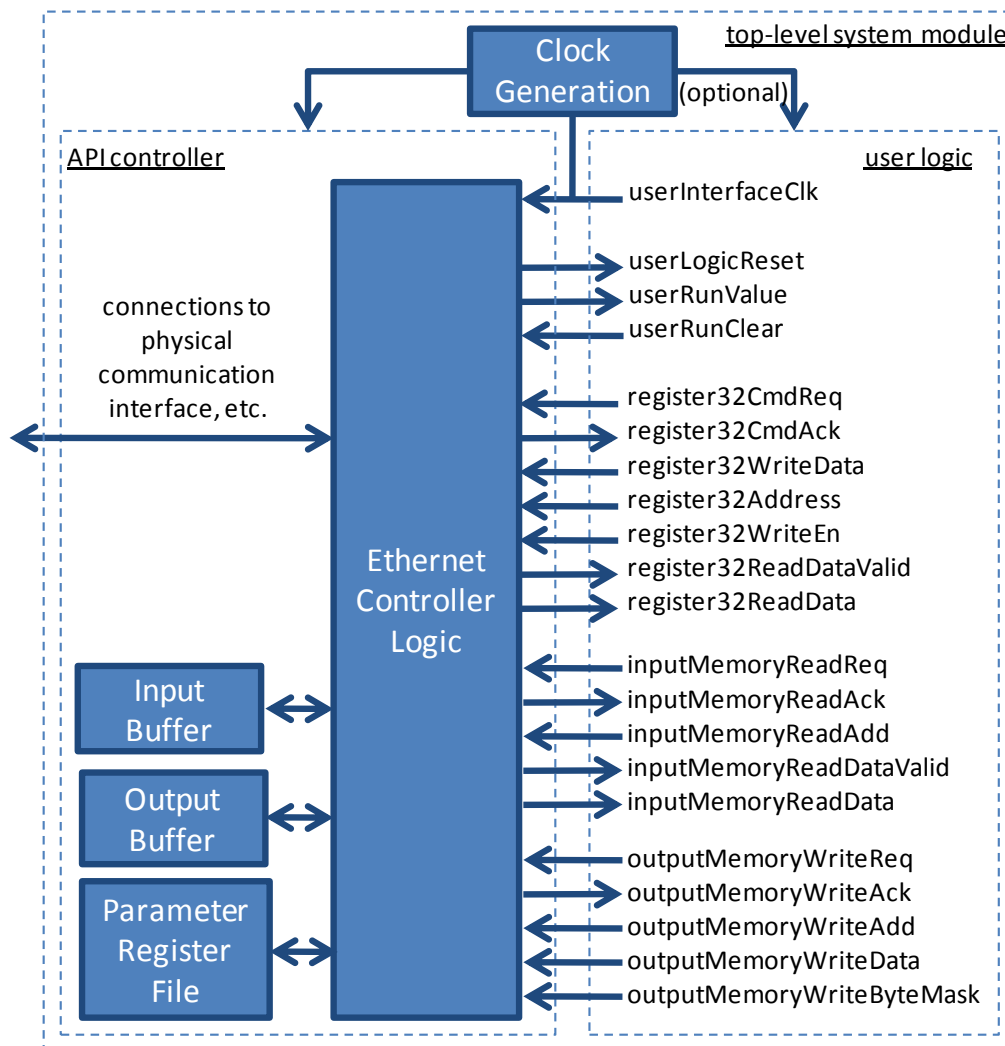 top-level system module
Clock
Generation
(optional)
API controller
user logic
userInterfaceClk
userLogicReset
userRunValue
userRunClear
connections to
physical
communication
interface, etc.
register32CmdReq
register32CmdAck
register32WriteData
register32Address
register32WriteEn
register32ReadDataValid
register32ReadData
Ethernet
Controller
Logic
Input
Buffer
inputMemoryReadReq
inputMemoryReadAck
inputMemoryReadAdd
inputMemoryReadDataValid
inputMemoryReadData
Output
Buffer
outputMemoryWriteReq
outputMemoryWriteAck
outputMemoryWriteAdd
outputMemoryWriteData
outputMemoryWriteByteMask
Parameter
Register
File